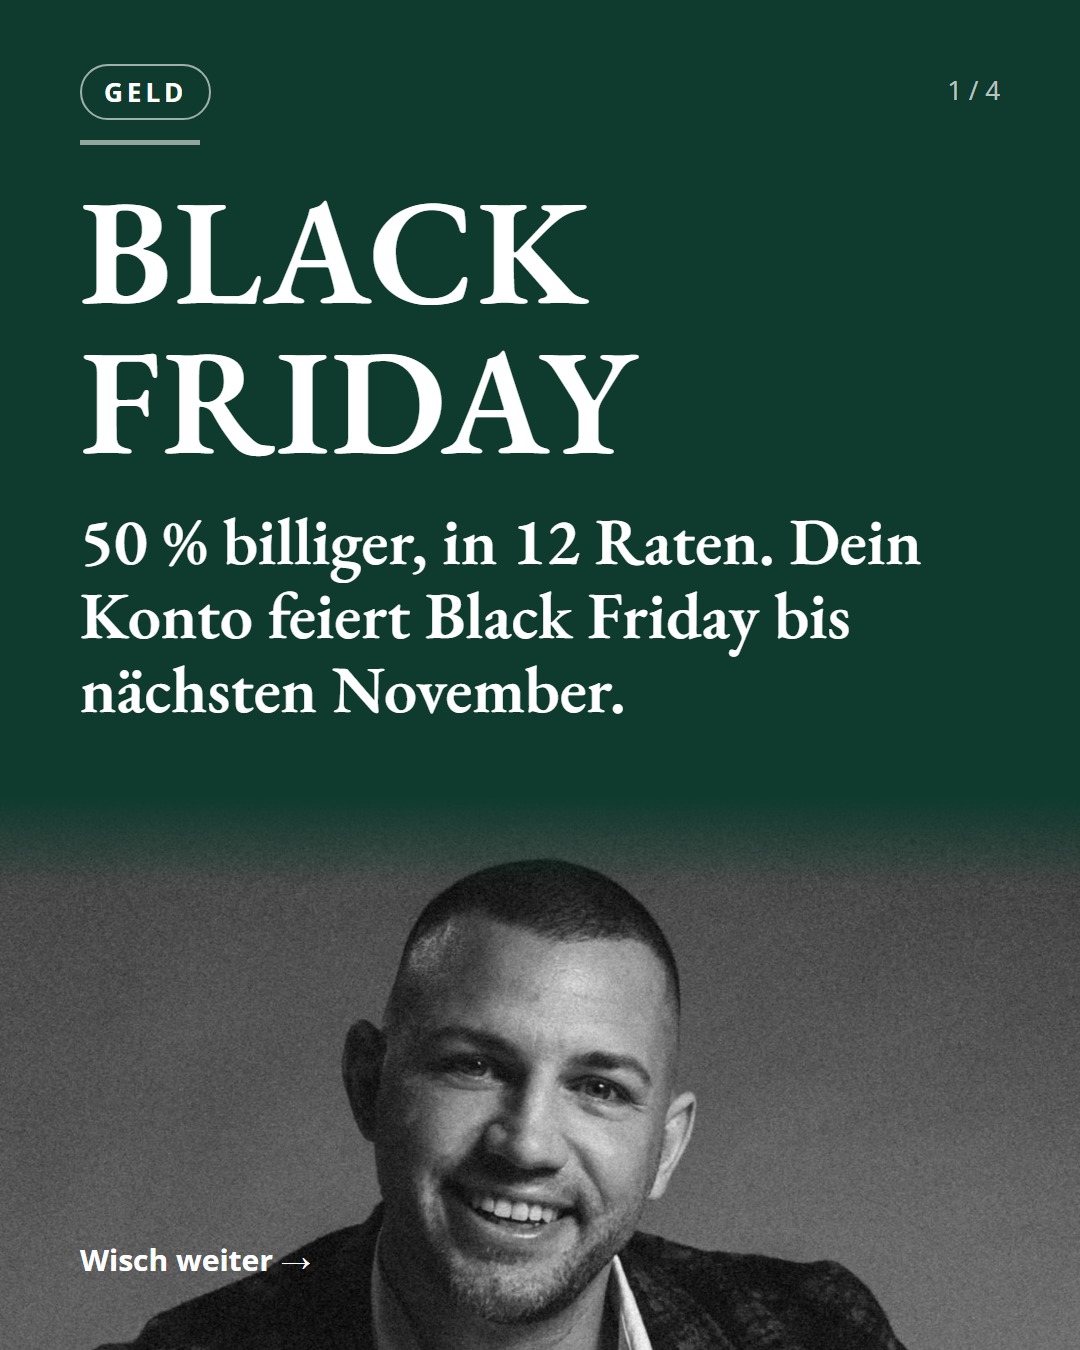 GELD
1 / 4
BLACK
FRIDAY
50 % billiger, in 12 Raten. Dein
Konto feiert Black Friday bis
nächsten November.
Wisch weiter →